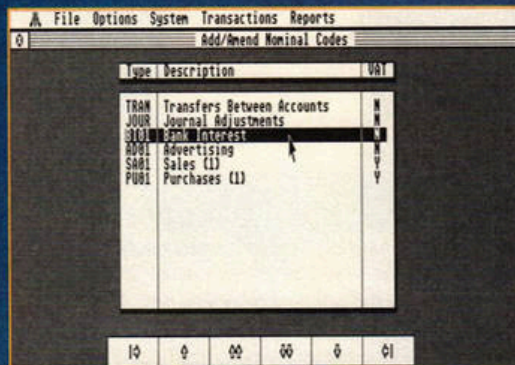 File Options System Transactions Reports
Add/Amend Nominal Codes
Type Description VAT
TRAN Transfers Between Accounts N
JOUR Journal Adjustments N
BI01 Bank Interest N
AD01 Advertising N
SA01 Sales (1) Y
PU01 Purchases (1) Y